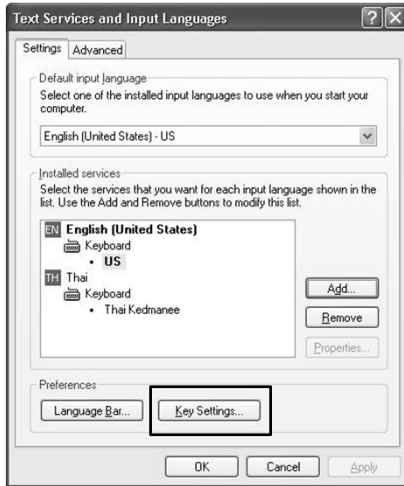 Text Services and Input Languages
Settings Advanced
Default input language
Select one of the installed input languages to use when you start your
computer.
English (United States) - US
Installed services
Select the services that you want for each input language shown in the
list. Use the Add and Remove buttons to modify this list.
EN English (United States)
Keyboard
• US
TH Thai
Keyboard
• Thai Kedmanee
Add...
Remove
Properties...
Preferences
Language Bar... Key Settings...
OK Cancel Apply